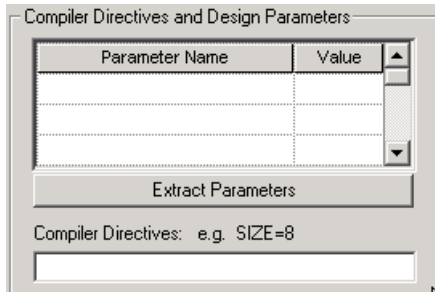 Compiler Directives and Design Parameters
Parameter Name Value
Extract Parameters
Compiler Directives: e.g. SIZE=8